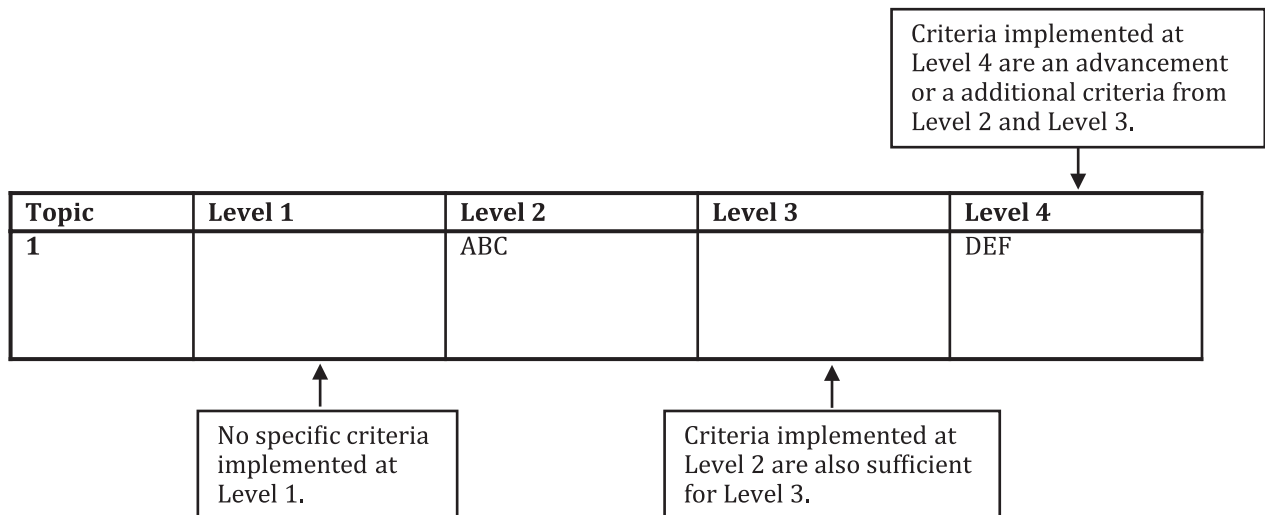 Criteria implemented at
Level 4 are an advancement
or a additional criteria from
Level 2 and Level 3.
Topic Level 1 Level 2 Level 3 Level 4
1 ABC DEF
No specific criteria
implemented at
Level 1.
Criteria implemented at
Level 2 are also sufficient
for Level 3.